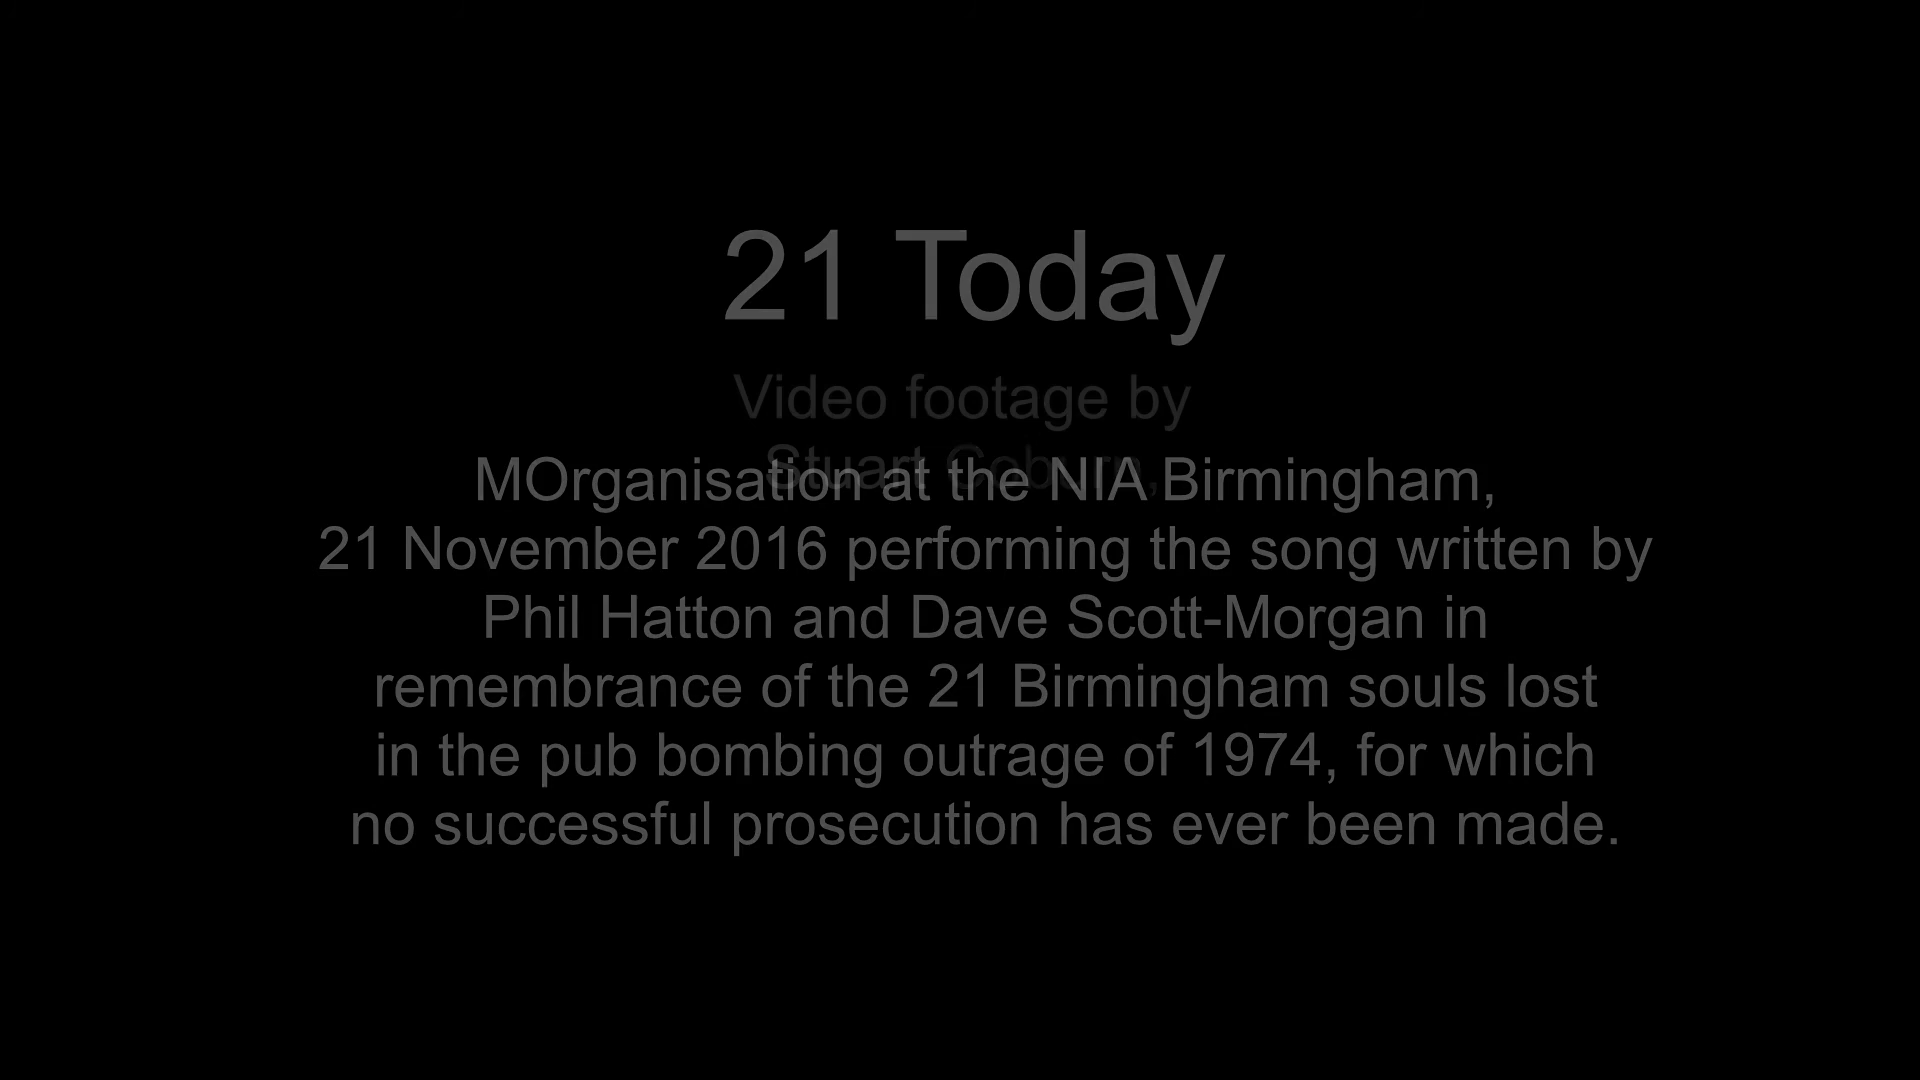 21 Today
Video footage by
Stuart Coburn,
MOrganisation at the NIA Birmingham,
21 November 2016 performing the song written by
Phil Hatton and Dave Scott-Morgan in
remembrance of the 21 Birmingham souls lost
in the pub bombing outrage of 1974, for which
no successful prosecution has ever been made.